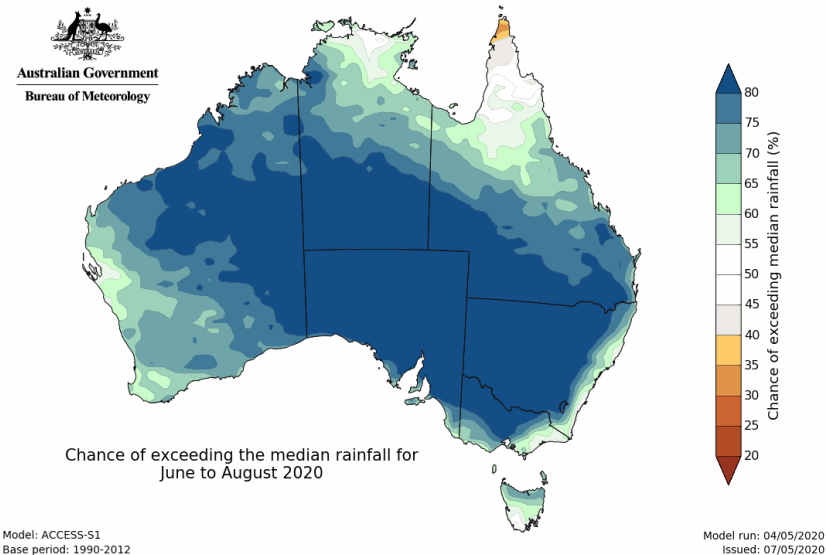 Australian Government
Bureau of Meteorology
80
75
70
65
60
55
50
45
40
35
30
25
20
Chance of exceeding median rainfall (%)
Chance of exceeding the median rainfall for
June to August 2020
Model: ACCESS-S1
Base period: 1990-2012
Model run: 04/05/2020
Issued: 07/05/2020